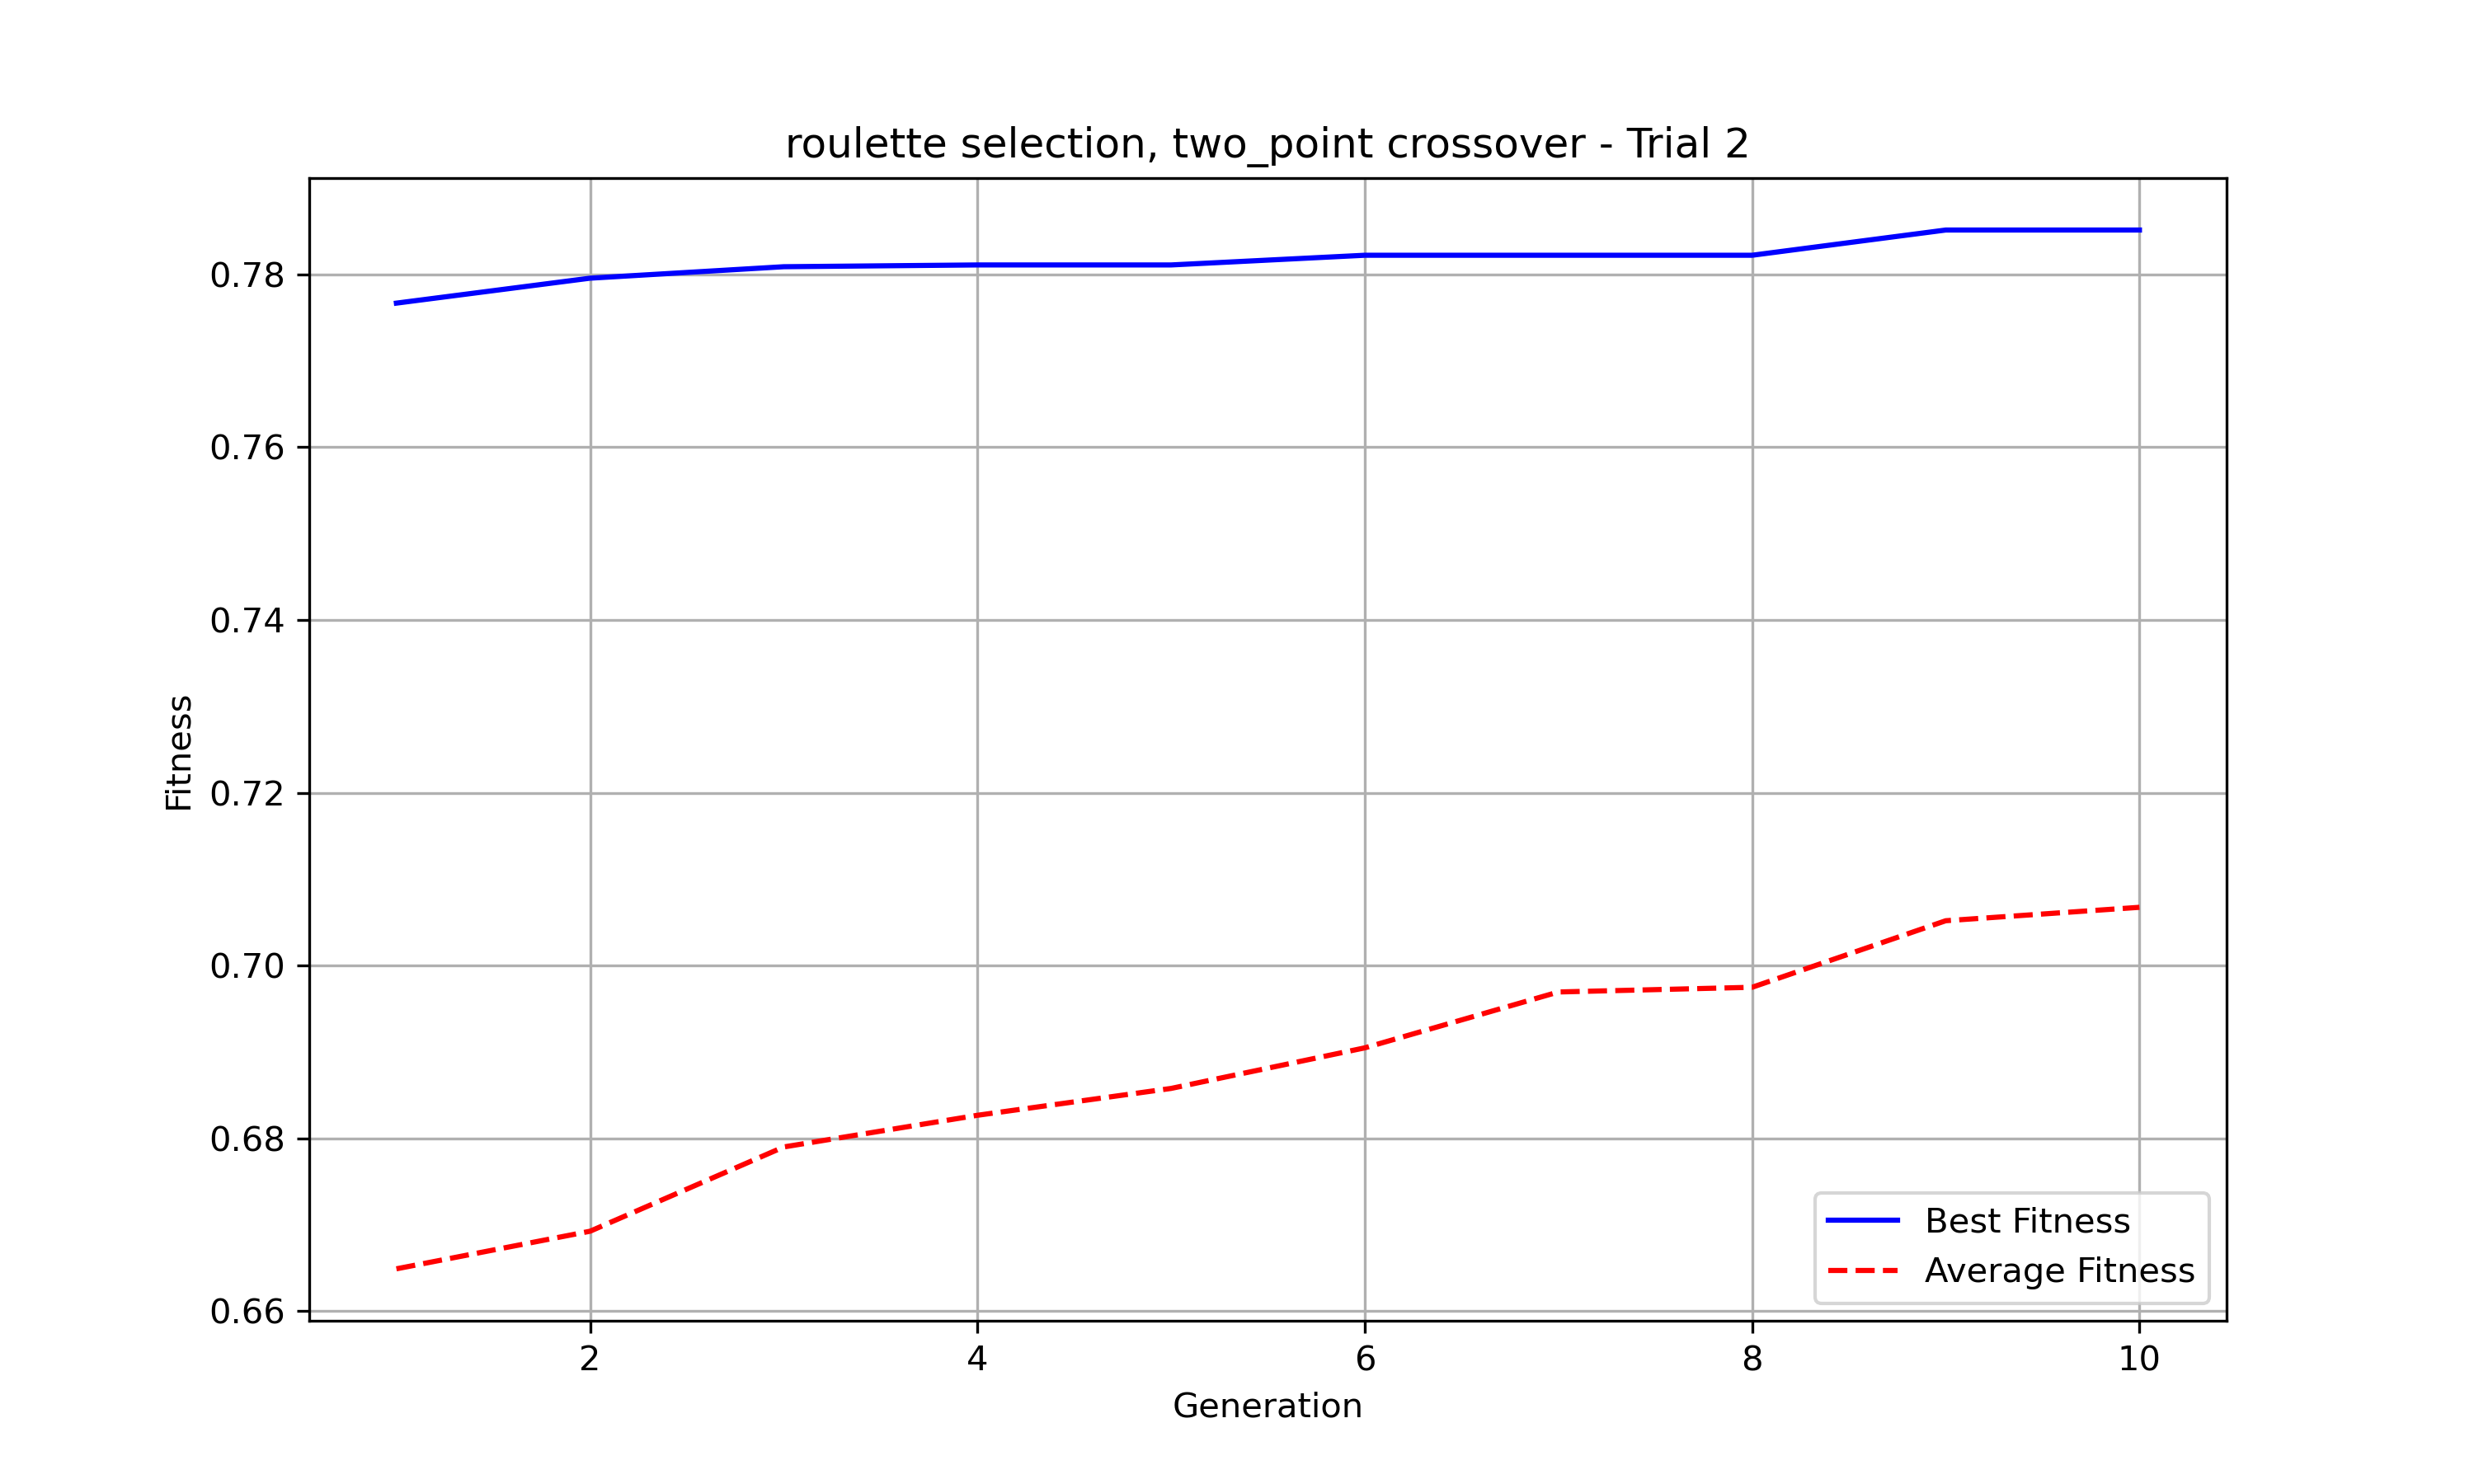 roulette selection, two_point crossover - Trial 2
Fitness
0.78
0.76
0.74
0.72
0.70
0.68
0.66
2 4 6 8 10
Generation
Best Fitness
Average Fitness